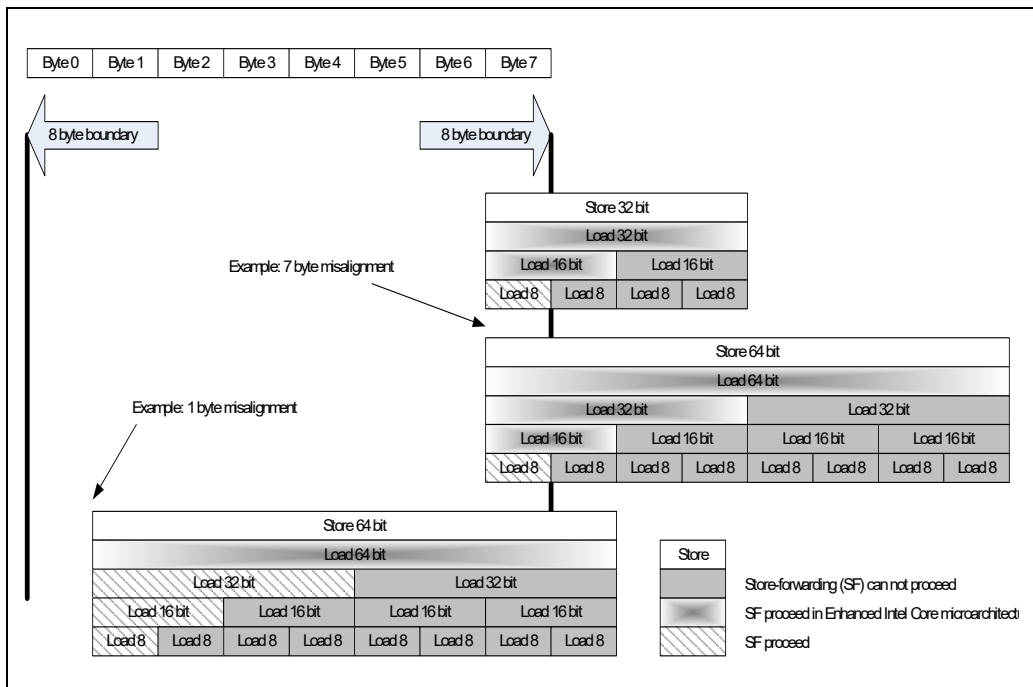 Byte 0 Byte 1 Byte 2 Byte 3 Byte 4 Byte 5 Byte 6 Byte 7
8 byte boundary 8 byte boundary
Store 32 bit
Load 32 bit
Example: 7 byte misalignment
Load 16 bit Load 16 bit
Load 8 Load 8 Load 8 Load 8
Store 64 bit
Load 64 bit
Example: 1 byte misalignment
Load 32 bit Load 32 bit
Load 16 bit Load 16 bit Load 16 bit Load 16 bit
Load 8 Load 8 Load 8 Load 8 Load 8 Load 8 Load 8 Load 8
Store 64 bit
Load 64 bit
Load 32 bit Load 32 bit
Load 16 bit Load 16 bit Load 16 bit Load 16 bit
Load 8 Load 8 Load 8 Load 8 Load 8 Load 8 Load 8 Load 8
Store
Store-forwarding (SF) can not proceed
SF proceed in Enhanced Intel Core microarchitectu
SF proceed